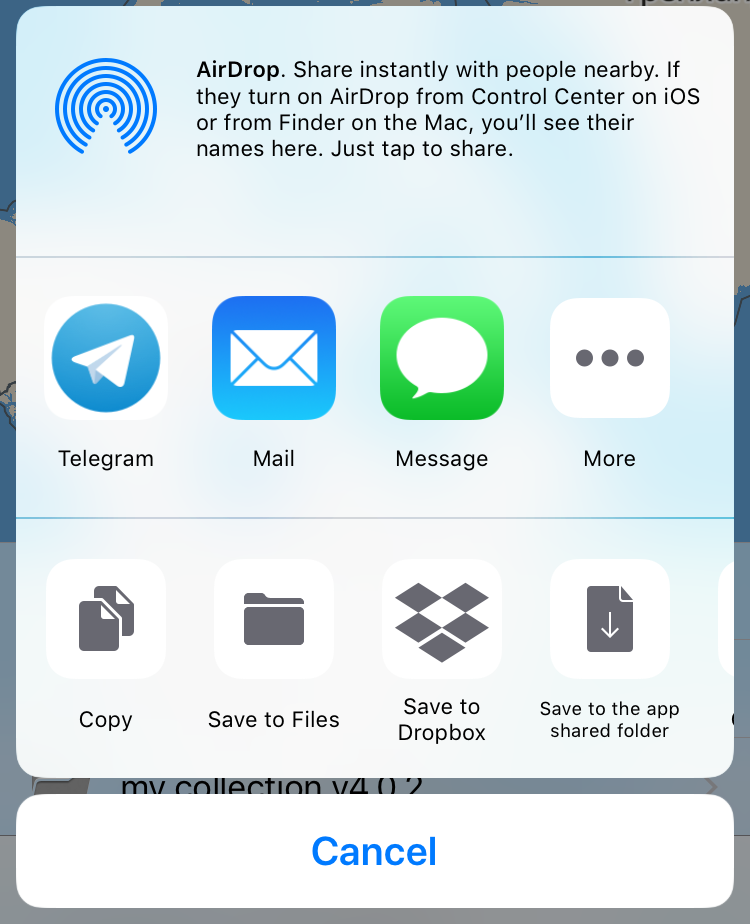 AirDrop. Share instantly with people nearby. If
they turn on AirDrop from Control Center on iOS
or from Finder on the Mac, you’ll see their
names here. Just tap to share.
Telegram
Mail
Message
More
Copy
Save to Files
Save to
Dropbox
Save to the app
shared folder
my collection v4.0.2
Cancel